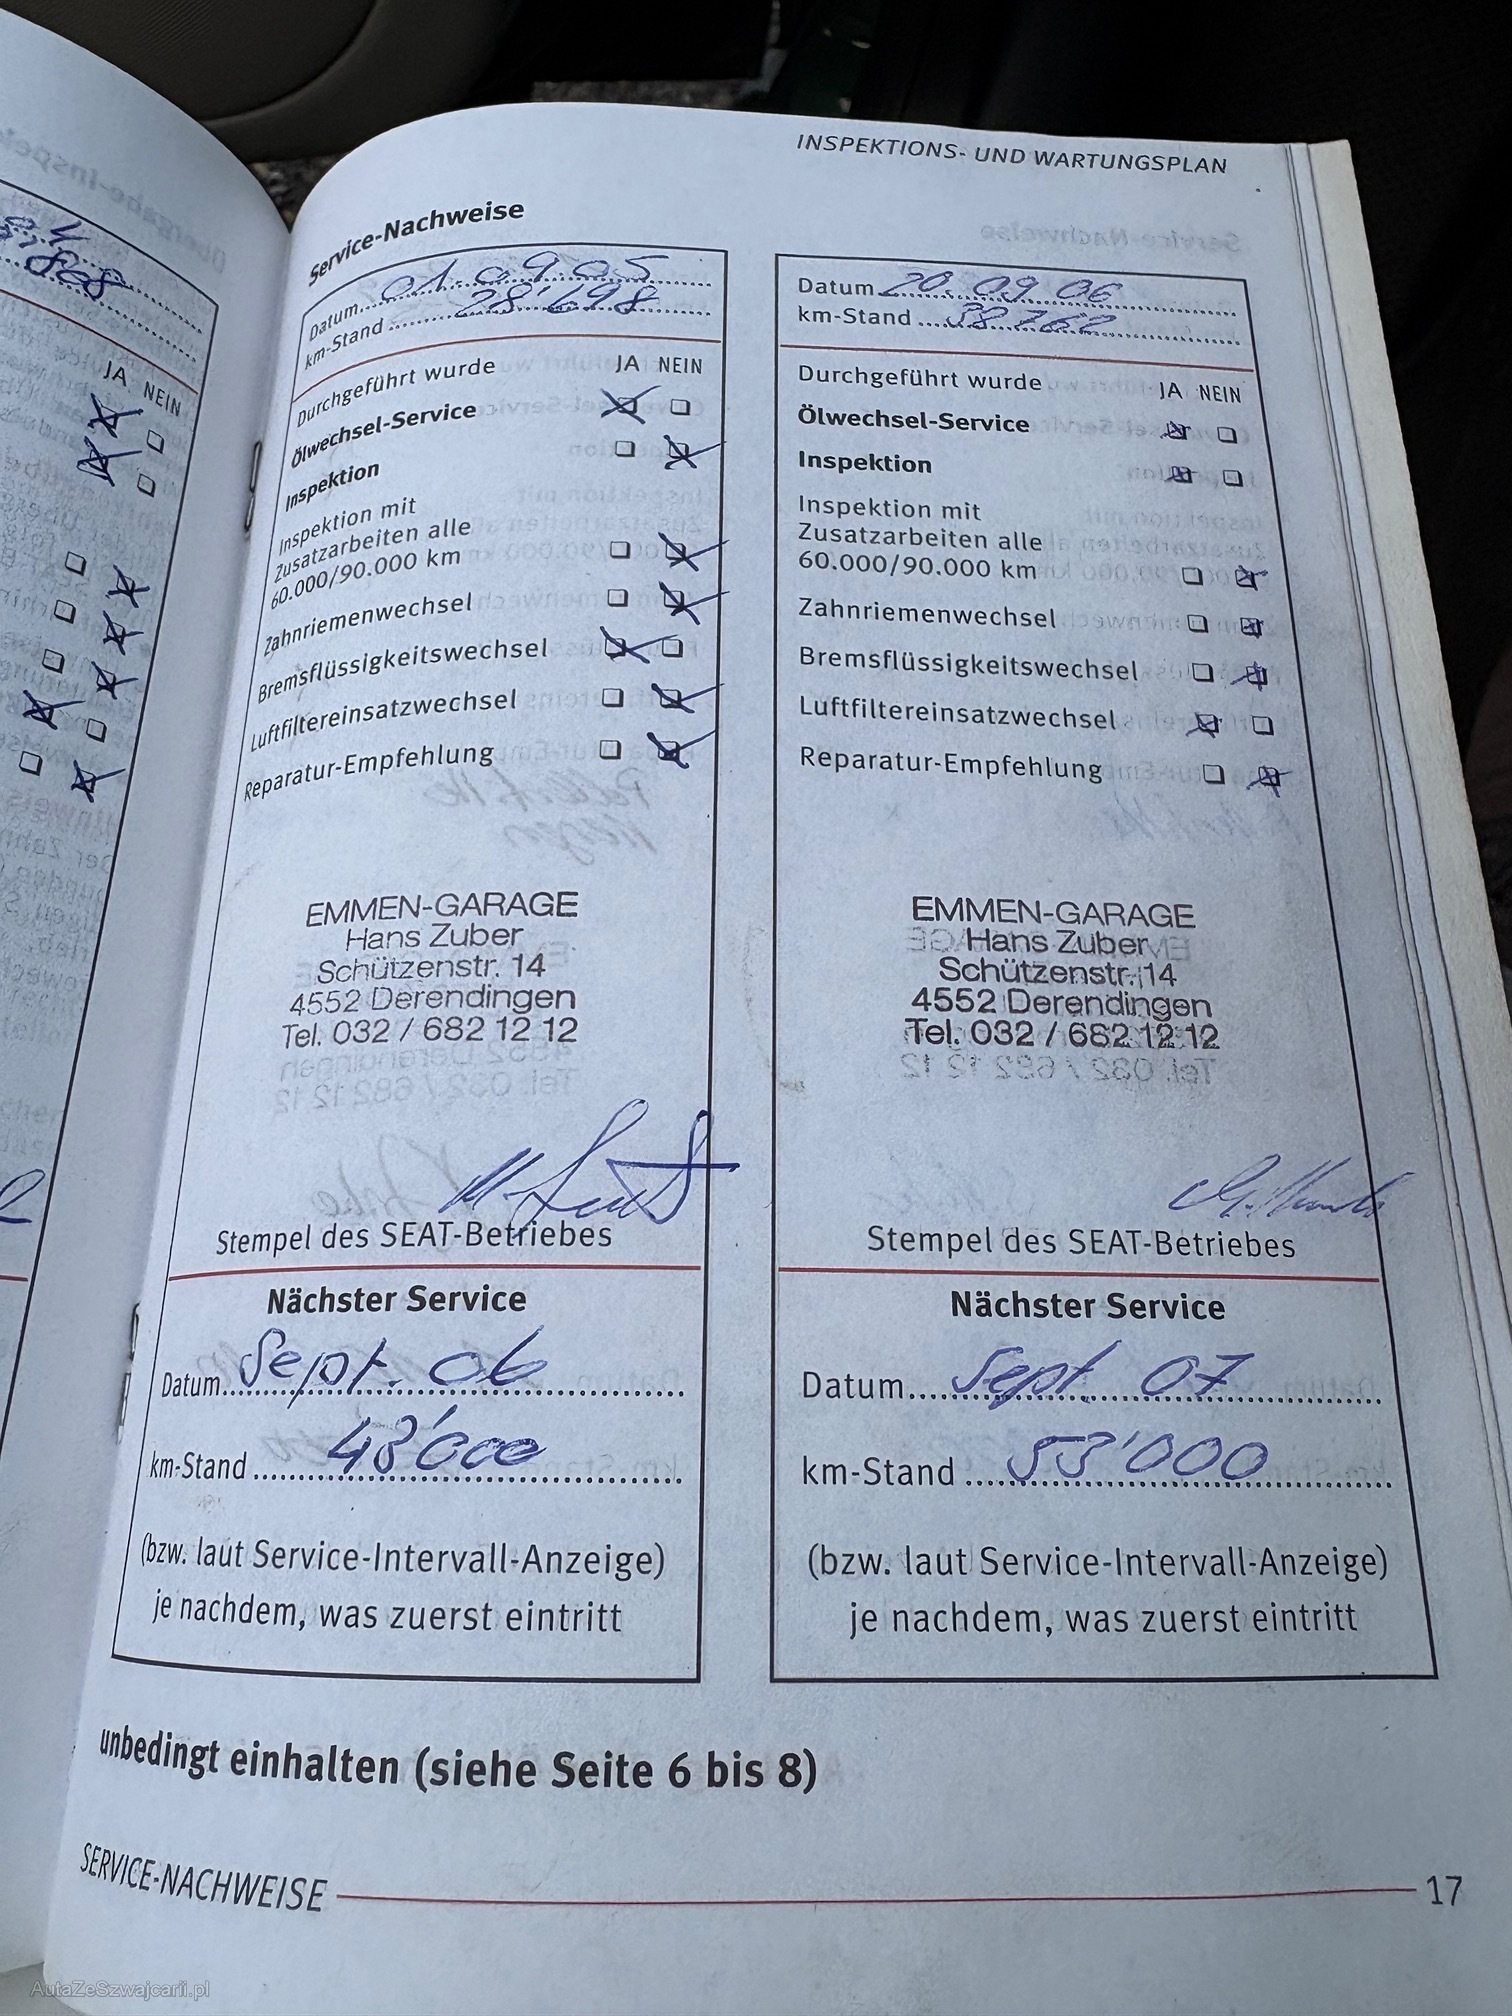 INSPEKTIONS- UND WARTUNGSPLAN
04
808
JA NEIN
Service-Nachweise
Datum 01.09.05
km-Stand 28'698
Durchgeführt wurde JA NEIN
Ölwechsel-Service
Inspektion
Inspektion mit
Zusatzarbeiten alle
60.000/90.000 km
Zahnriemenwechsel
Bremsflüssigkeitswechsel
Luftfiltereinsatzwechsel
Reparatur-Empfehlung
EMMEN-GARAGE
Hans Zuber
Schützenstr. 14
4552 Derendingen
Tel. 032 / 682 12 12
Stempel des SEAT-Betriebes
Nächster Service
Datum Sept. 06
km-Stand 43'000
(bzw. laut Service-Intervall-Anzeige)
je nachdem, was zuerst eintritt
Datum 20.09.06
km-Stand 38762
Durchgeführt wurde JA NEIN
Ölwechsel-Service
Inspektion
Inspektion mit
Zusatzarbeiten alle
60.000/90.000 km
Zahnriemenwechsel
Bremsflüssigkeitswechsel
Luftfiltereinsatzwechsel
Reparatur-Empfehlung
EMMEN-GARAGE
Hans Zuber
Schützenstr. 14
4552 Derendingen
Tel. 032 / 682 12 12
Stempel des SEAT-Betriebes
Nächster Service
Datum Sept. 07
km-Stand 53'000
(bzw. laut Service-Intervall-Anzeige)
je nachdem, was zuerst eintritt
unbedingt einhalten (siehe Seite 6 bis 8)
SERVICE-NACHWEISE 17
AutaZeSzwajcarii.pl